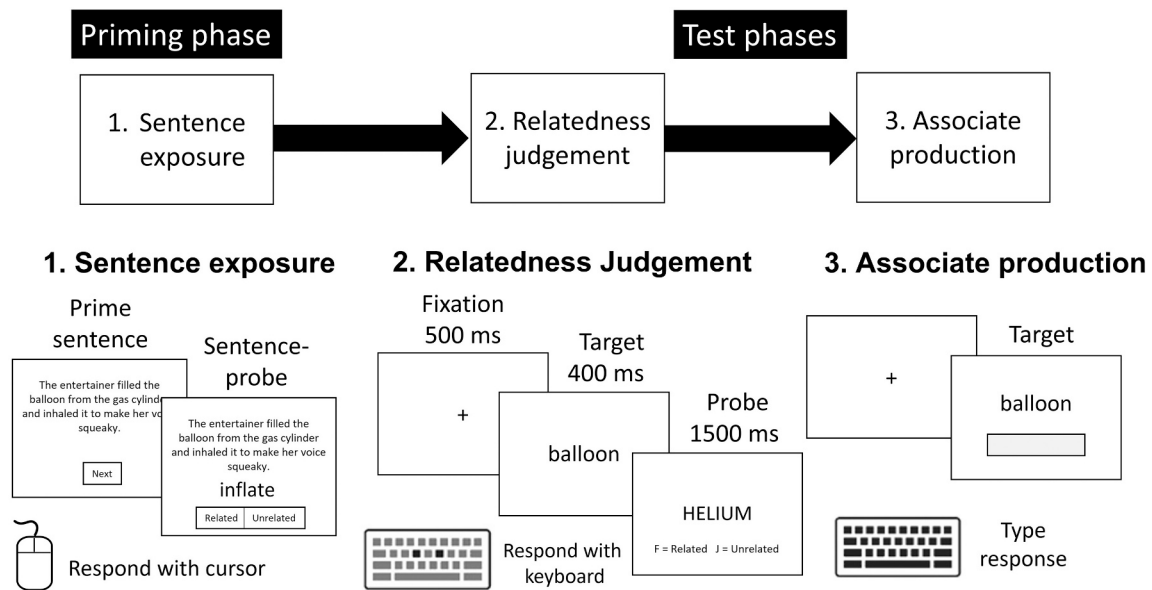 Priming phase
Test phases
1. Sentence
exposure
2. Relatedness
judgement
3. Associate
production
1. Sentence exposure
2. Relatedness Judgement
3. Associate production
Prime
sentence
The entertainer filled the
balloon from the gas cylinde
and inhaled it to make her vo
squeaky.
Next
Sentence-
probe
The entertainer filled the
balloon from the gas cylinder
and inhaled it to make her voice
squeaky.
inflate
Related Unrelated
Respond with cursor
Fixation
500 ms
+
Target
400 ms
balloon
Probe
1500 ms
HELIUM
F = Related J = Unrelated
Respond with
keyboard
+
Target
balloon
Type
response